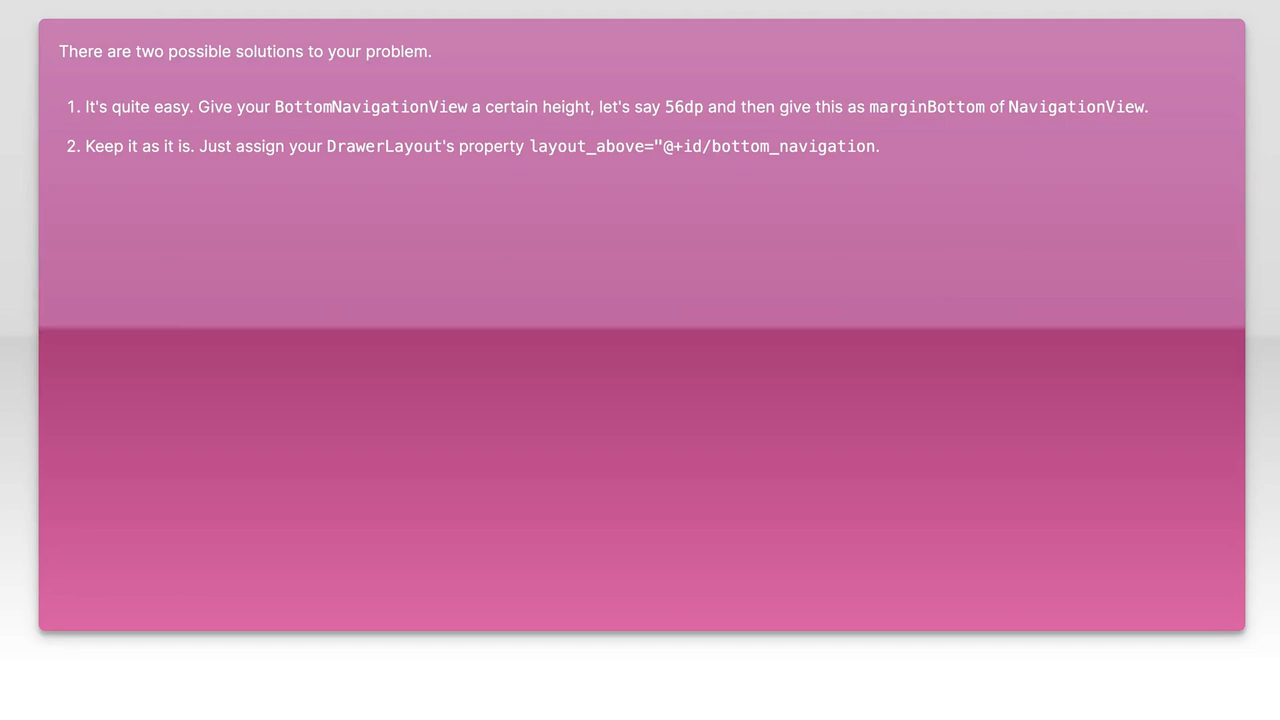 There are two possible solutions to your problem.
1. It's quite easy. Give your BottomNavigationView a certain height, let's say 56dp and then give this as marginBottom of NavigationView.
2. Keep it as it is. Just assign your DrawerLayout's property layout_above="@+id/bottom_navigation.